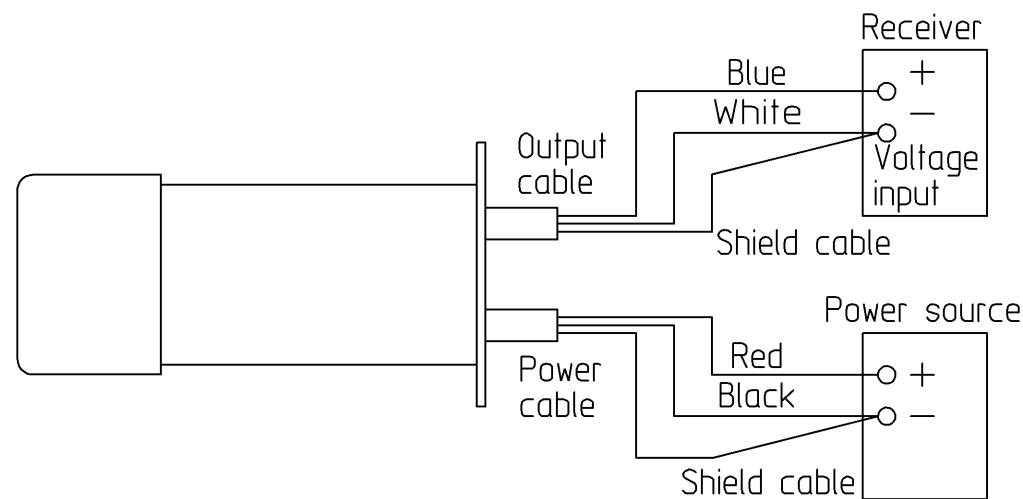 Receiver
Blue
+
White
−
Output
cable
Voltage
input
Shield cable
Power source
Red
+
Power
cable
Black
−
Shield cable